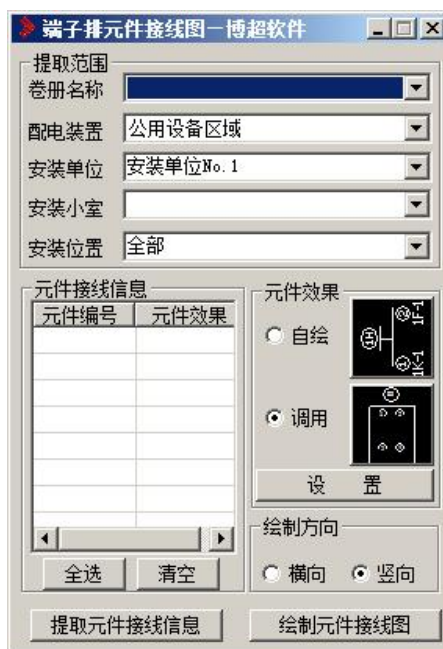 端子排元件接线图－博超软件
提取范围
卷册名称
配电装置 公用设备区域
安装单位 安装单位No.1
安装小室
安装位置 全部
元件接线信息
元件编号 元件效果
全选 清空
元件效果
自绘
1F-1
1K-1
调用
设 置
绘制方向
横向 竖向
提取元件接线信息 绘制元件接线图